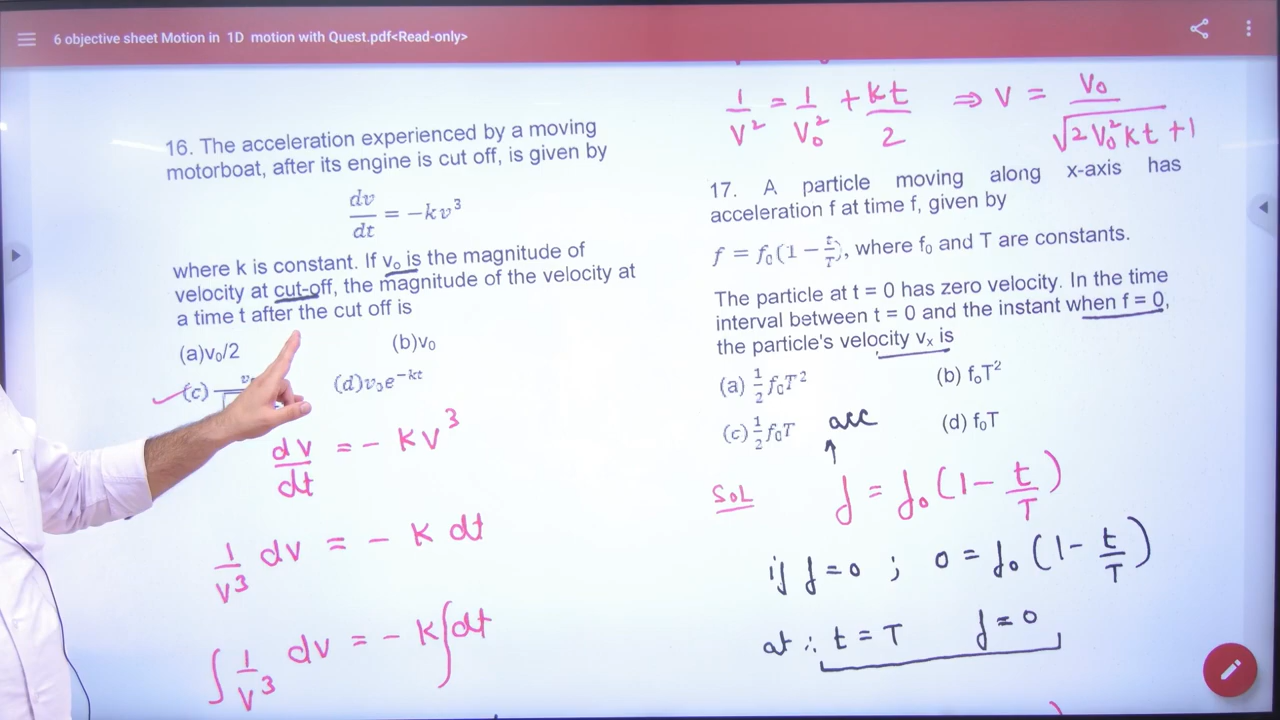 6 objective sheet Motion in 1D motion with Quest.pdf<Read-only>
16. The acceleration experienced by a moving
motorboat, after its engine is cut off, is given by
dv/dt = -kv³
where k is constant. If v₀ is the magnitude of
velocity at cut-off, the magnitude of the velocity at
a time t after the cut off is
(a)v₀/2 (b)v₀
(c) (d)v₀e^-kt
dv/dt = - kv³
1/v³ dv = - k dt
∫ 1/v³ dv = - k∫dt
1/v² = 1/v₀² + kt/2 ⇒ v = v₀/√2v₀²kt+1
17. A particle moving along x-axis has
acceleration f at time f, given by
f = f₀(1 - t/T), where f₀ and T are constants.
The particle at t = 0 has zero velocity. In the time
interval between t = 0 and the instant when f = 0,
the particle's velocity vₓ is
(a) 1/2 f₀T² (b) f₀T²
(c) 1/2 f₀T (d) f₀T
acc
↑
SOL f = f₀ (1 - t/T)
if f=0 ; 0 = f₀ (1 - t/T)
at ∴ t = T f=0